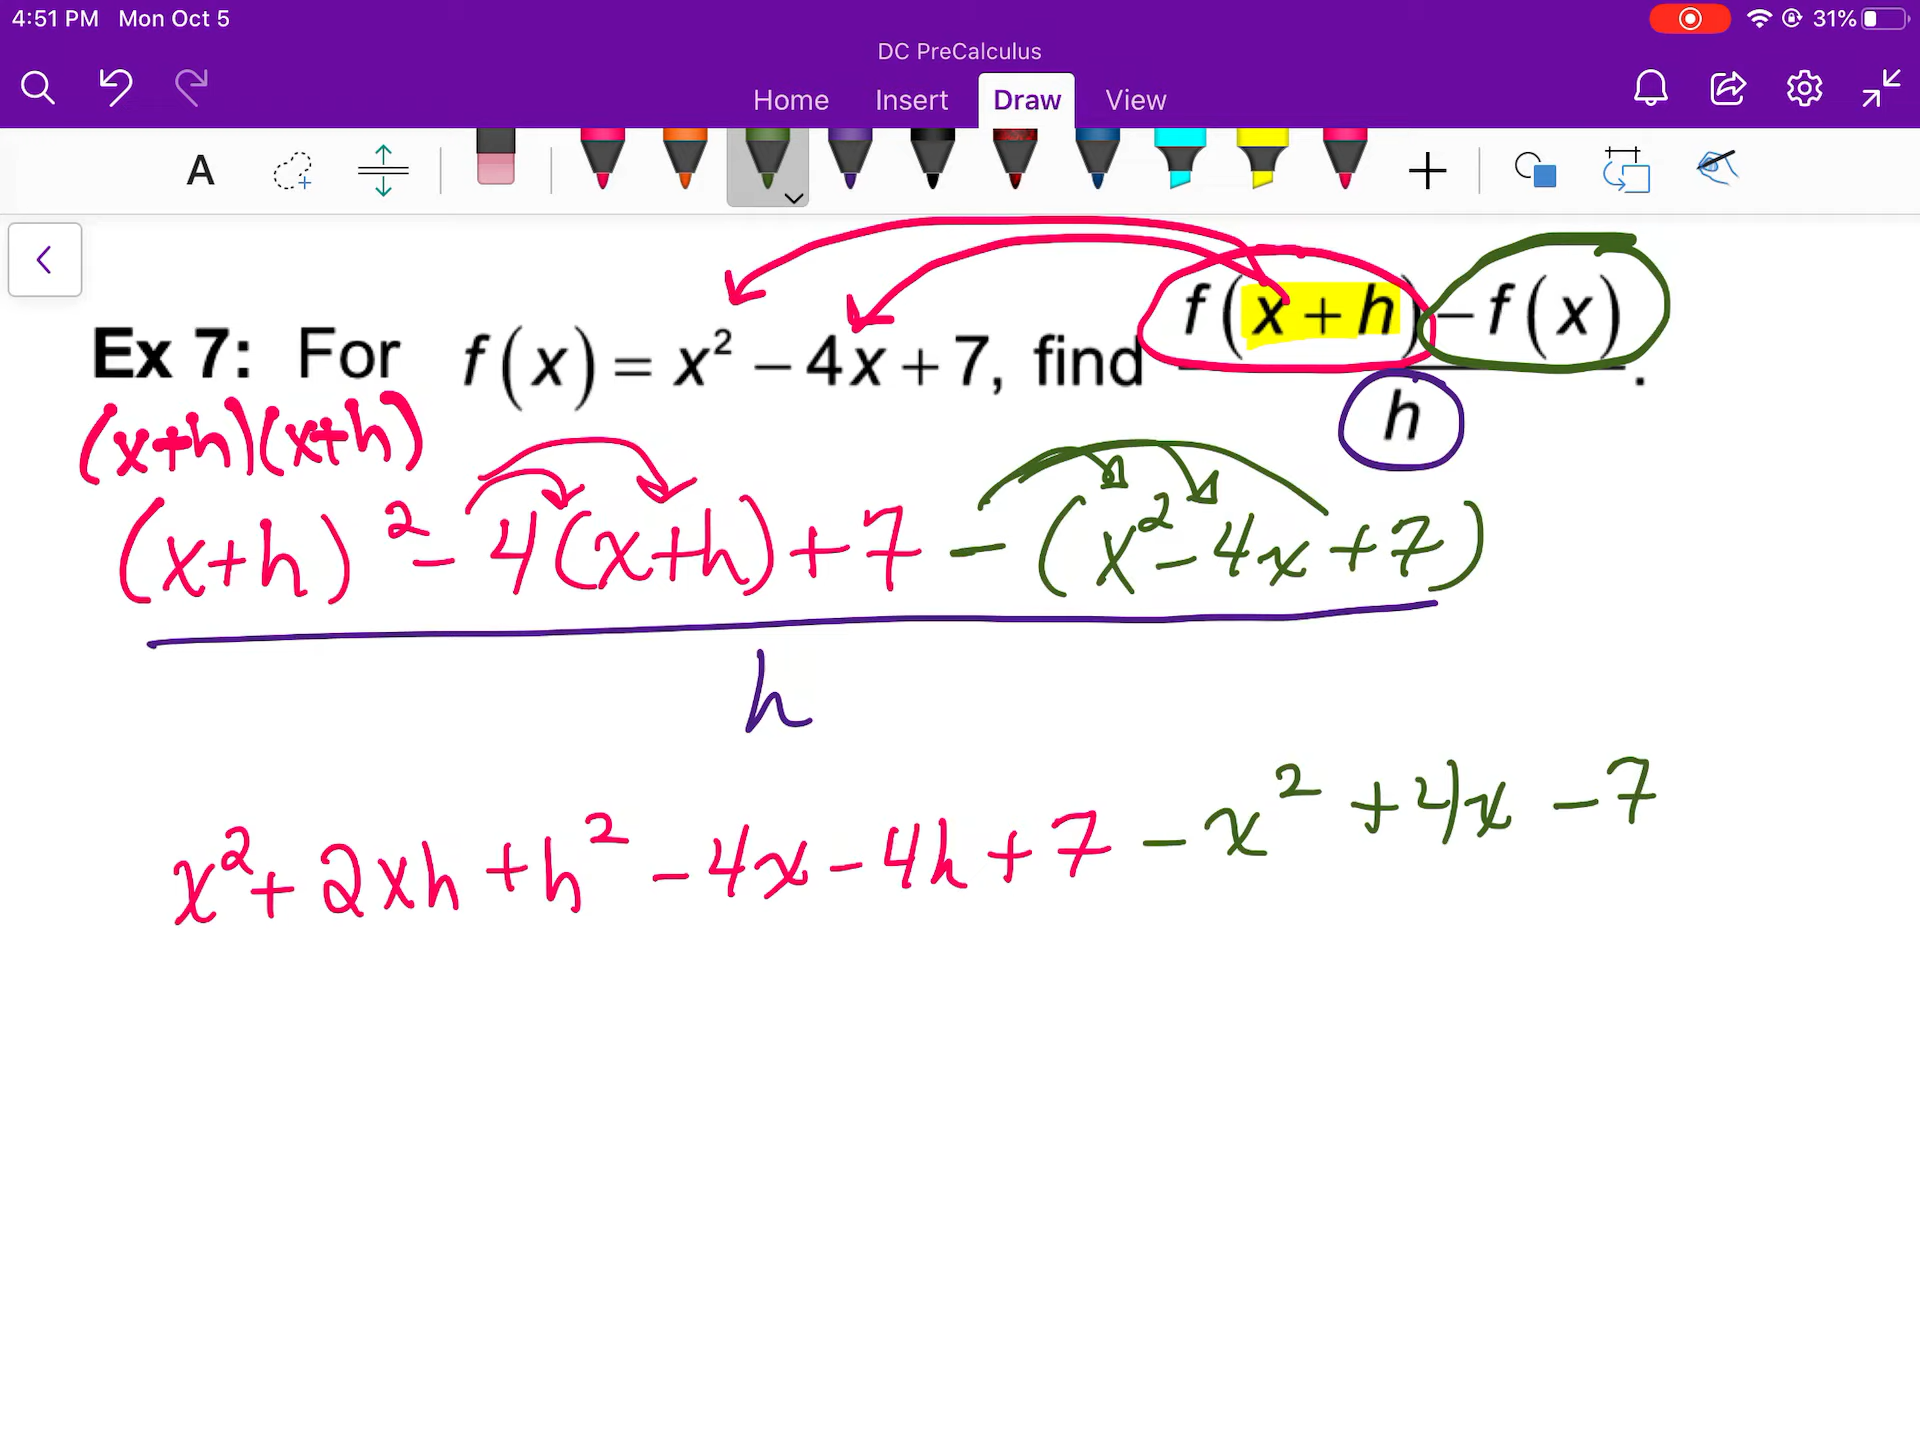 4:51 PM Mon Oct 5 31%
DC PreCalculus
Home Insert Draw View
A
Ex 7: For f(x) = x² − 4x + 7, find f(x + h) − f(x) / h .
(x+h)(x+h)
(x+h)² − 4(x+h) + 7 − (x² − 4x + 7)
h
x² + 2xh + h² − 4x − 4h + 7 − x² + 4x − 7